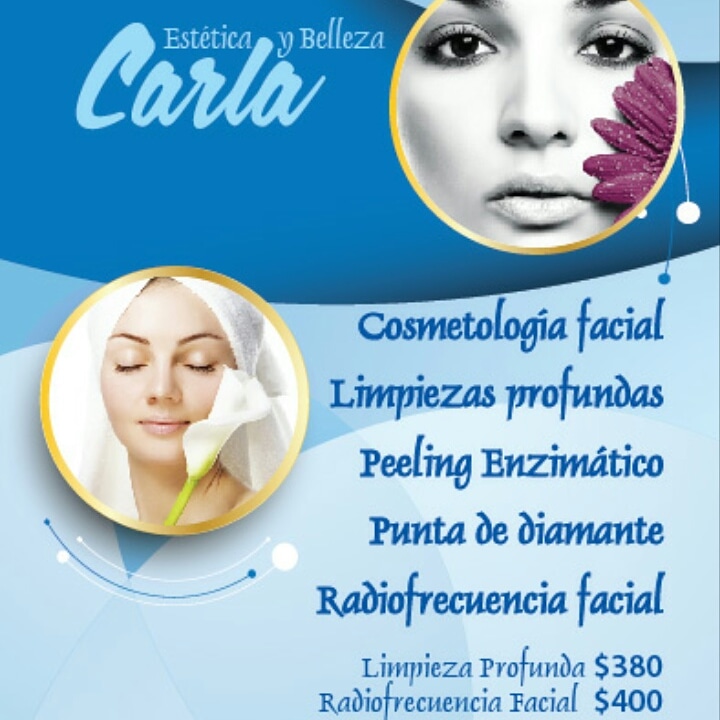 Estética y Belleza
Carla
Cosmetología facial
Limpiezas profundas
Peeling Enzimático
Punta de diamante
Radiofrecuencia facial
Limpieza Profunda $380
Radiofrecuencia Facial $400